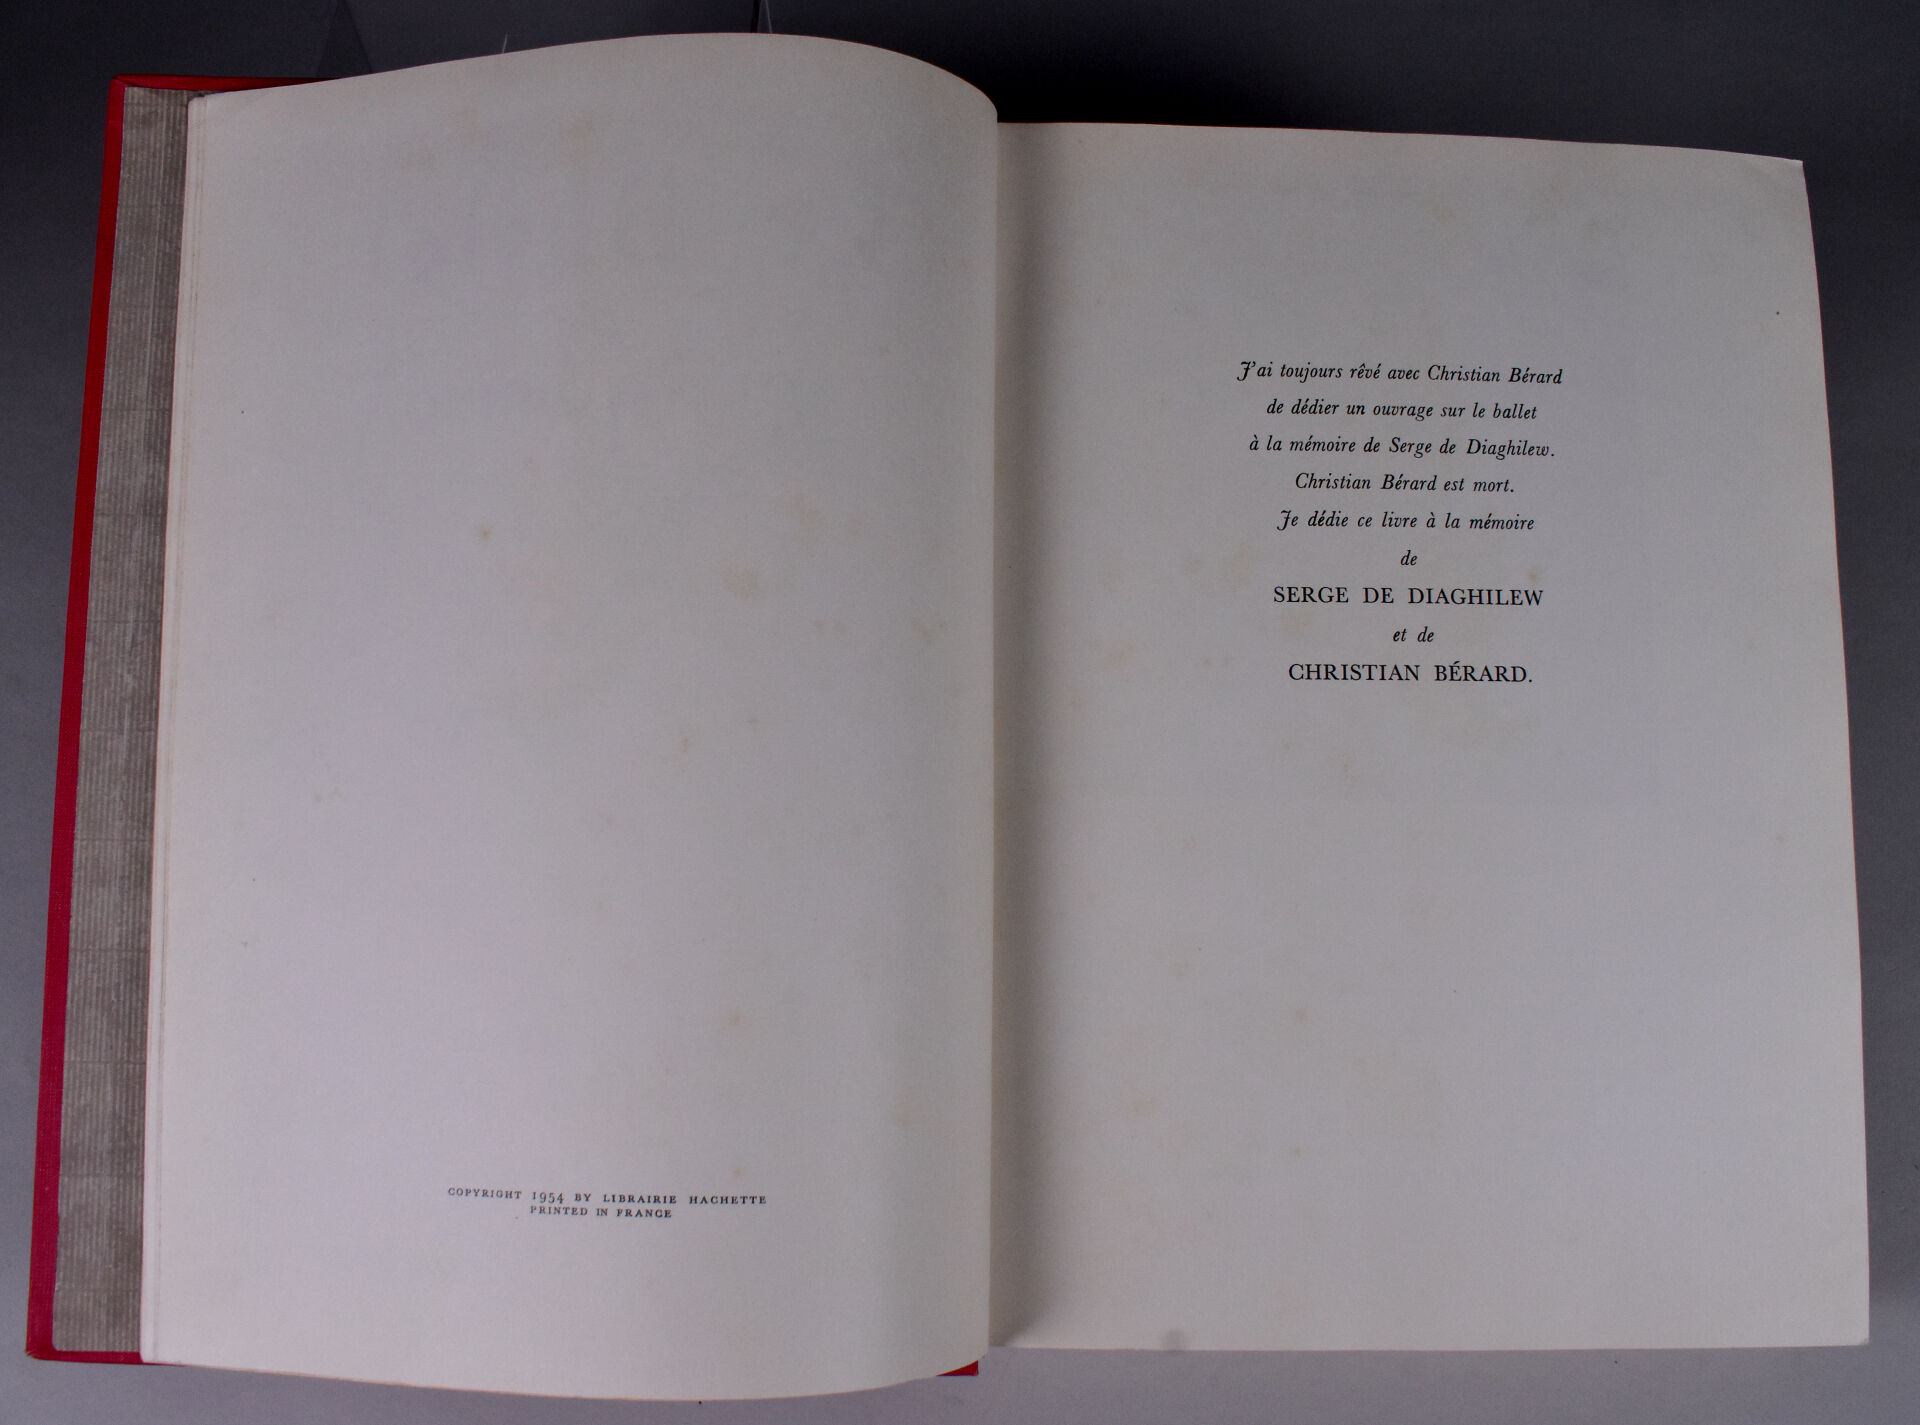 COPYRIGHT 1954 BY LIBRAIRIE HACHETTE
PRINTED IN FRANCE
J'ai toujours rêvé avec Christian Bérard
de dédier un ouvrage sur le ballet
à la mémoire de Serge de Diaghilew.
Christian Bérard est mort.
Je dédie ce livre à la mémoire
de
SERGE DE DIAGHILEW
et de
CHRISTIAN BÉRARD.